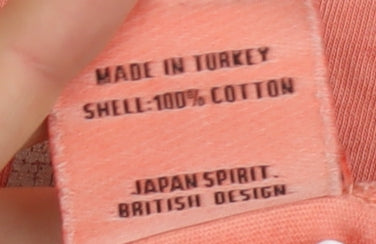 MADE IN TURKEY
SHELL:100% COTTON
JAPAN SPIRIT.
BRITISH DESIGN